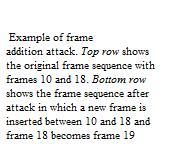 Example of frame
addition attack. Top row shows
the original frame sequence with
frames 10 and 18. Bottom row
shows the frame sequence after
attack in which a new frame is
inserted between 10 and 18 and
frame 18 becomes frame 19